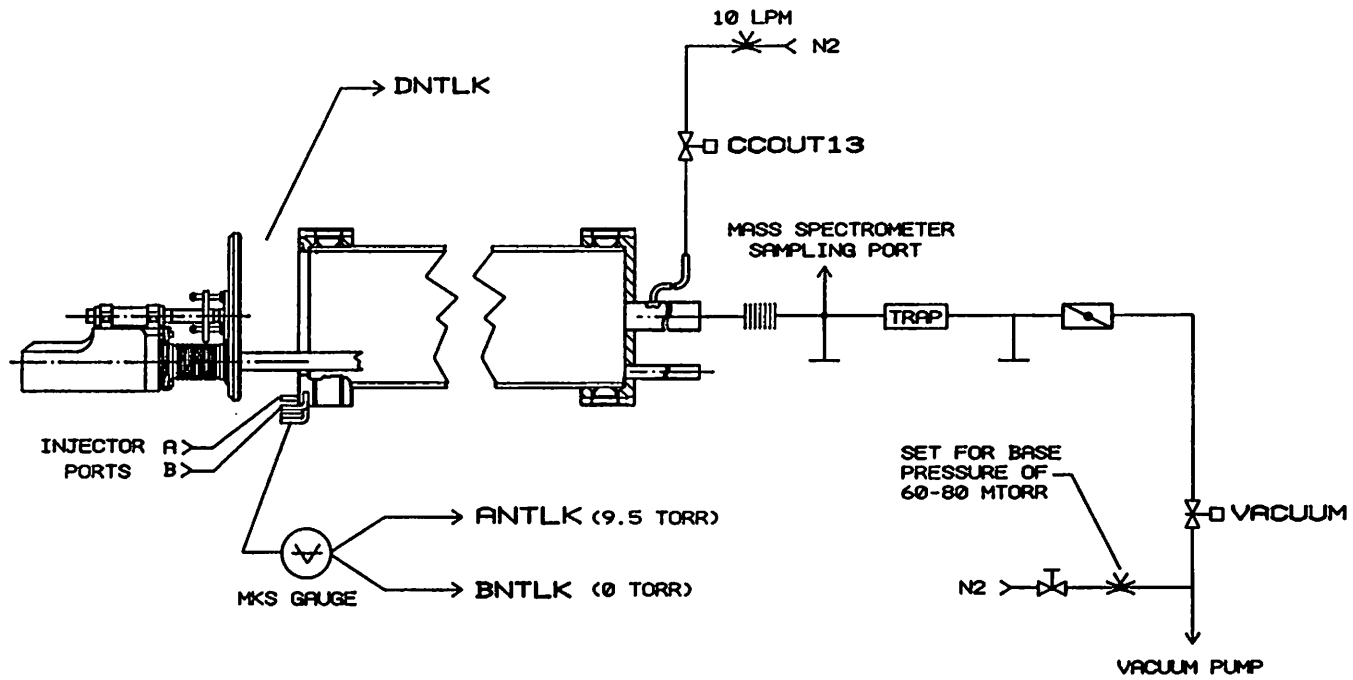 10 LPM
N2
DNTLK
CCOUT13
MASS SPECTROMETER
SAMPLING PORT
TRAP
INJECTOR A
PORTS B
SET FOR BASE
PRESSURE OF
60-80 MTORR
ANTLK (9.5 TORR)
VACUUM
BNTLK (0 TORR)
MKS GAUGE
N2
VACUUM PUMP